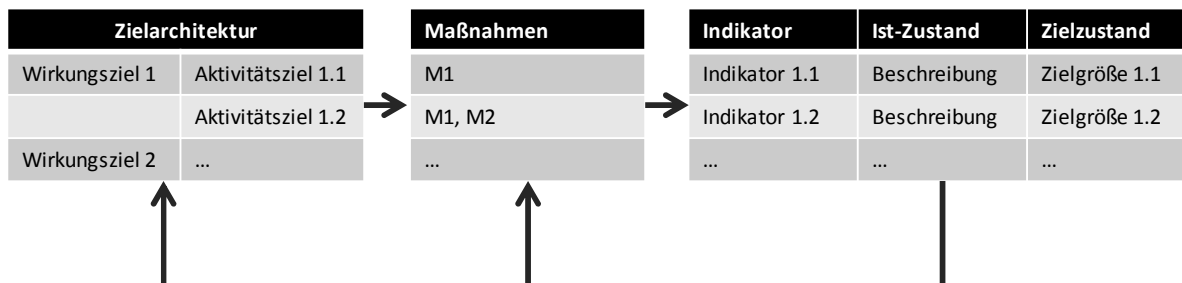 Zielarchitektur
Wirkungsziel 1 Aktivitätsziel 1.1
Aktivitätsziel 1.2
Wirkungsziel 2 ...
Maßnahmen
M1
M1, M2
...
Indikator Ist-Zustand Zielzustand
Indikator 1.1 Beschreibung Zielgröße 1.1
Indikator 1.2 Beschreibung Zielgröße 1.2
... ... ...